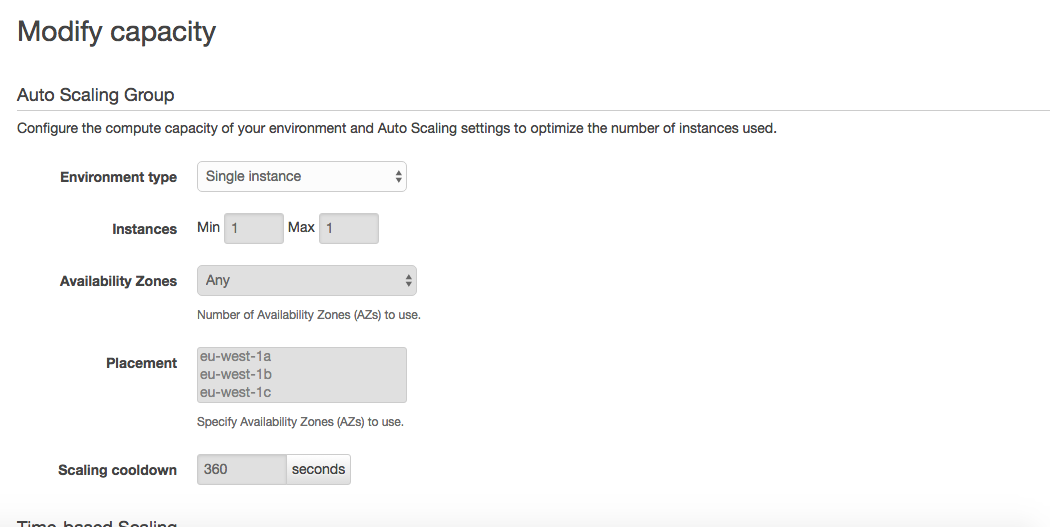 Modify capacity
Auto Scaling Group
Configure the compute capacity of your environment and Auto Scaling settings to optimize the number of instances used.
Environment type Single instance
Instances Min 1 Max 1
Availability Zones Any
Number of Availability Zones (AZs) to use.
Placement eu-west-1a
eu-west-1b
eu-west-1c
Specify Availability Zones (AZs) to use.
Scaling cooldown 360 seconds
Time-based Scaling